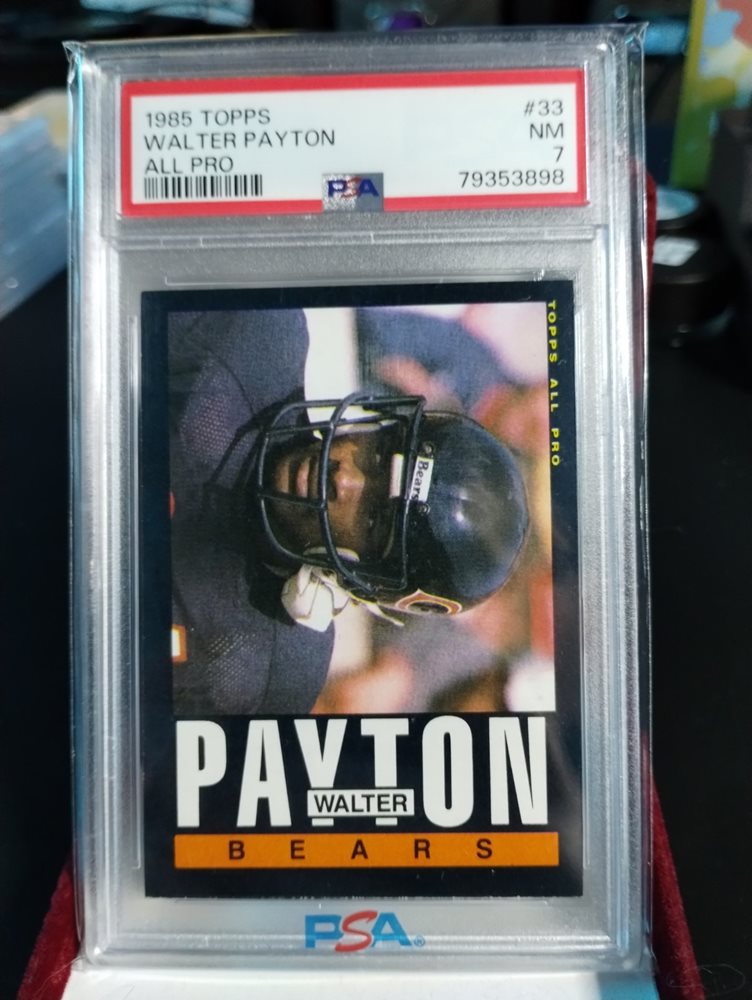 1985 TOPPS #33
WALTER PAYTON NM
ALL PRO 7
PSA 79353898
TOPPS ALL PRO
Bears
PAYTON
WALTER
BEARS
PSA®